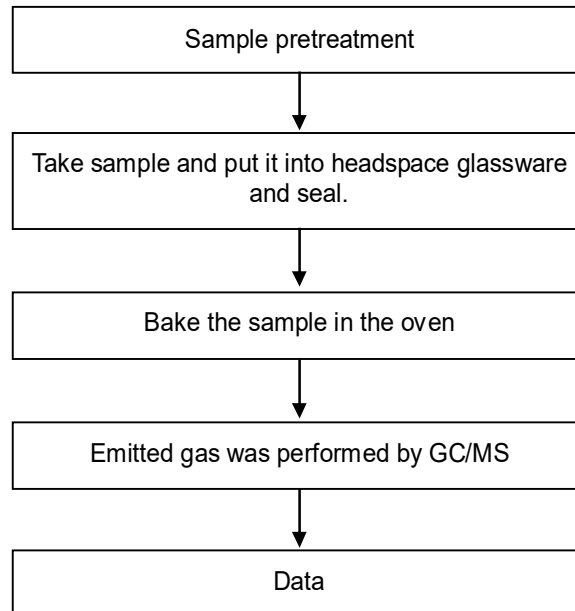 Sample pretreatment
Take sample and put it into headspace glassware
and seal.
Bake the sample in the oven
Emitted gas was performed by GC/MS
Data